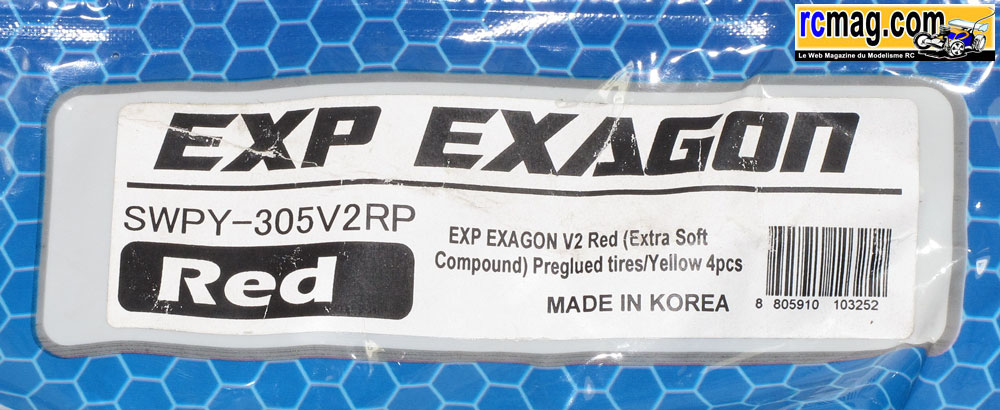 rcmag.com
Le Web Magazine du Modelisme RC
EXP EXAGON
SWPY-305V2RP
Red
EXP EXAGON V2 Red (Extra Soft
Compound) Preglued tires/Yellow 4pcs
MADE IN KOREA
8 805910 103252